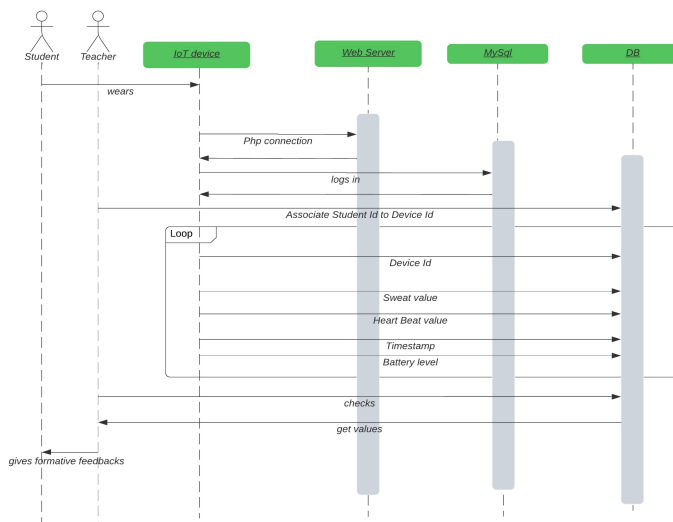 Student
Teacher
IoT device
Web Server
MySql
DB
wears
Php connection
logs in
Associate Student Id to Device Id
Loop
Device Id
Sweat value
Heart Beat value
Timestamp
Battery level
checks
get values
gives formative feedbacks